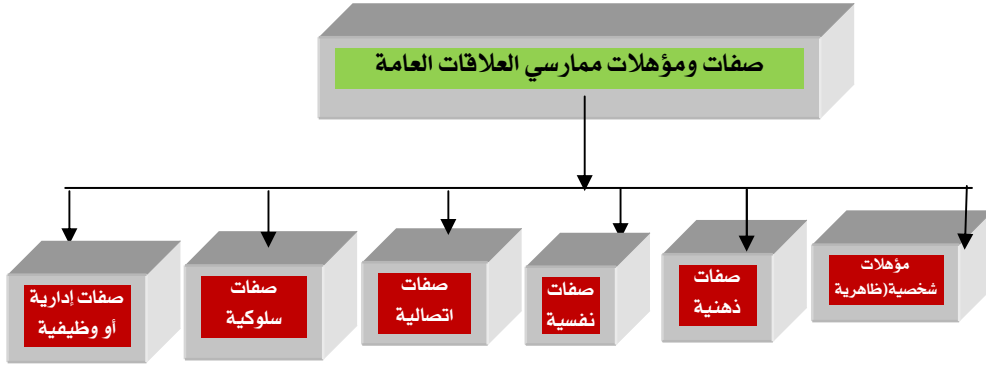 صفات ومؤهلات ممارسي العلاقات العامة
مؤهلات
شخصية(ظاهرية
صفات
ذهنية
صفات
نفسية
صفات
اتصالية
صفات
سلوكية
صفات إدارية
أو وظيفية